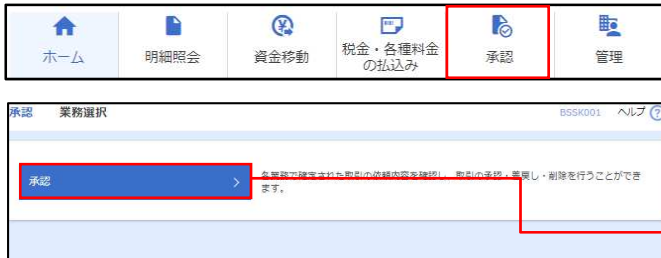 ホーム
明細照会
資金移動
税金・各種料金
の払込み
承認
管理
承認 業務選択 BSSK001 ヘルプ ?
承認 > 各業務で確定された取引の依頼内容を確認し、取引の承認・差戻し・削除を行うことができ
ます。